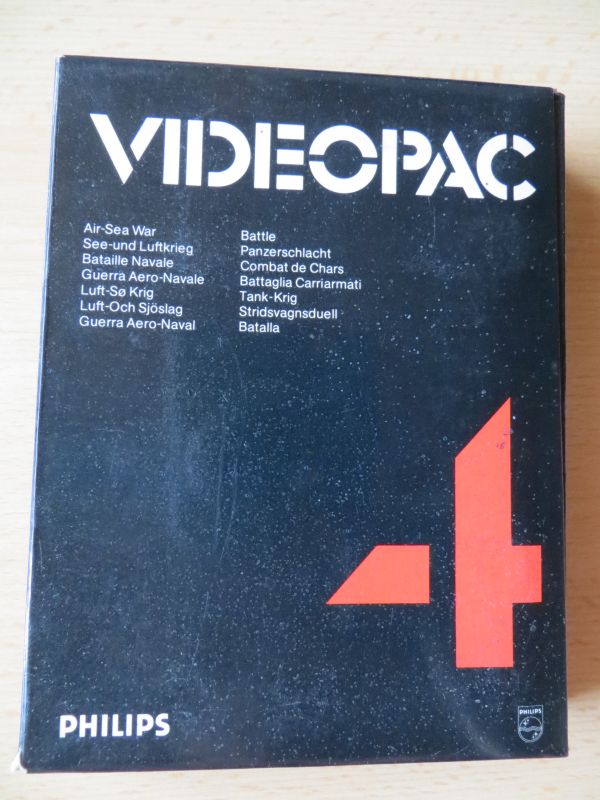 VIDEOPAC
Air-Sea War
See-und Luftkrieg
Bataille Navale
Guerra Aero-Navale
Luft-Sø Krig
Luft-Och Sjöslag
Guerra Aero-Naval
Battle
Panzerschlacht
Combat de Chars
Battaglia Carriarmati
Tank-Krig
Stridsvagnsduell
Batalla
4
PHILIPS
PHILIPS